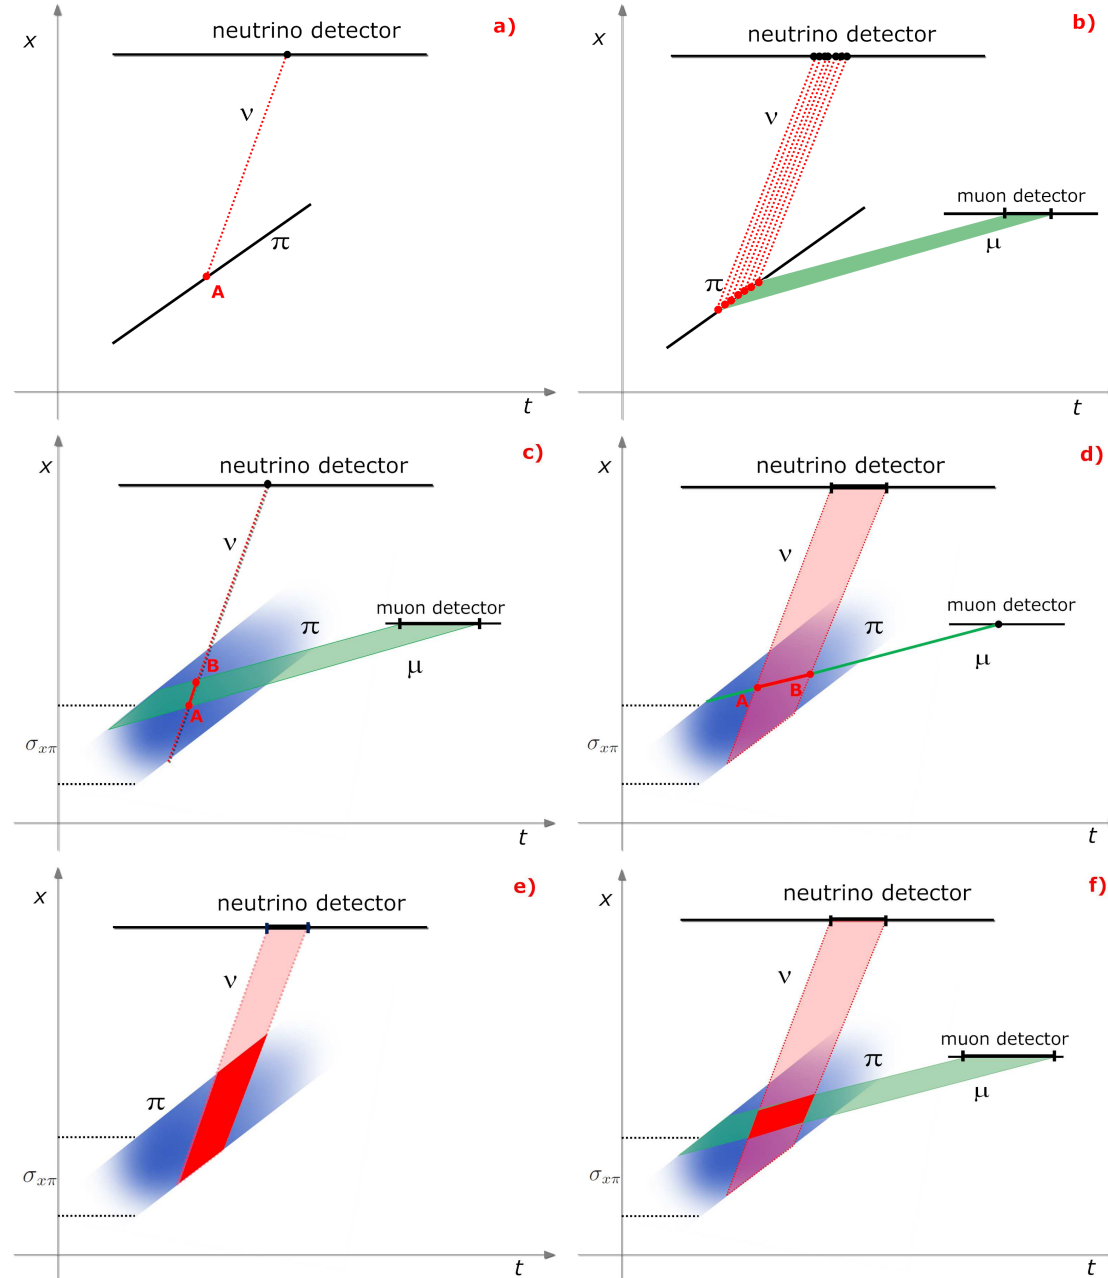 neutrino detector
a)
x
ν
π
A
t
neutrino detector
b)
x
ν
muon detector
π
μ
t
neutrino detector
c)
x
ν
muon detector
π
B
μ
A
σxπ
t
neutrino detector
d)
x
ν
muon detector
π
μ
A
B
σxπ
t
neutrino detector
e)
x
ν
π
σxπ
t
neutrino detector
f)
x
ν
muon detector
π
μ
σxπ
t